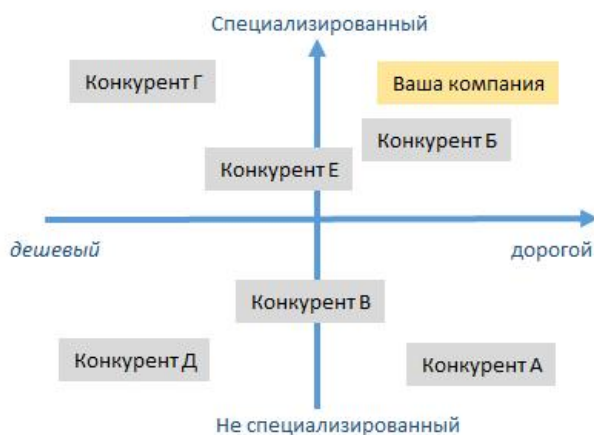 Специализированный
Конкурент Г
Ваша компания
Конкурент Б
Конкурент Е
дешевый
дорогой
Конкурент В
Конкурент Д
Конкурент А
Не специализированный